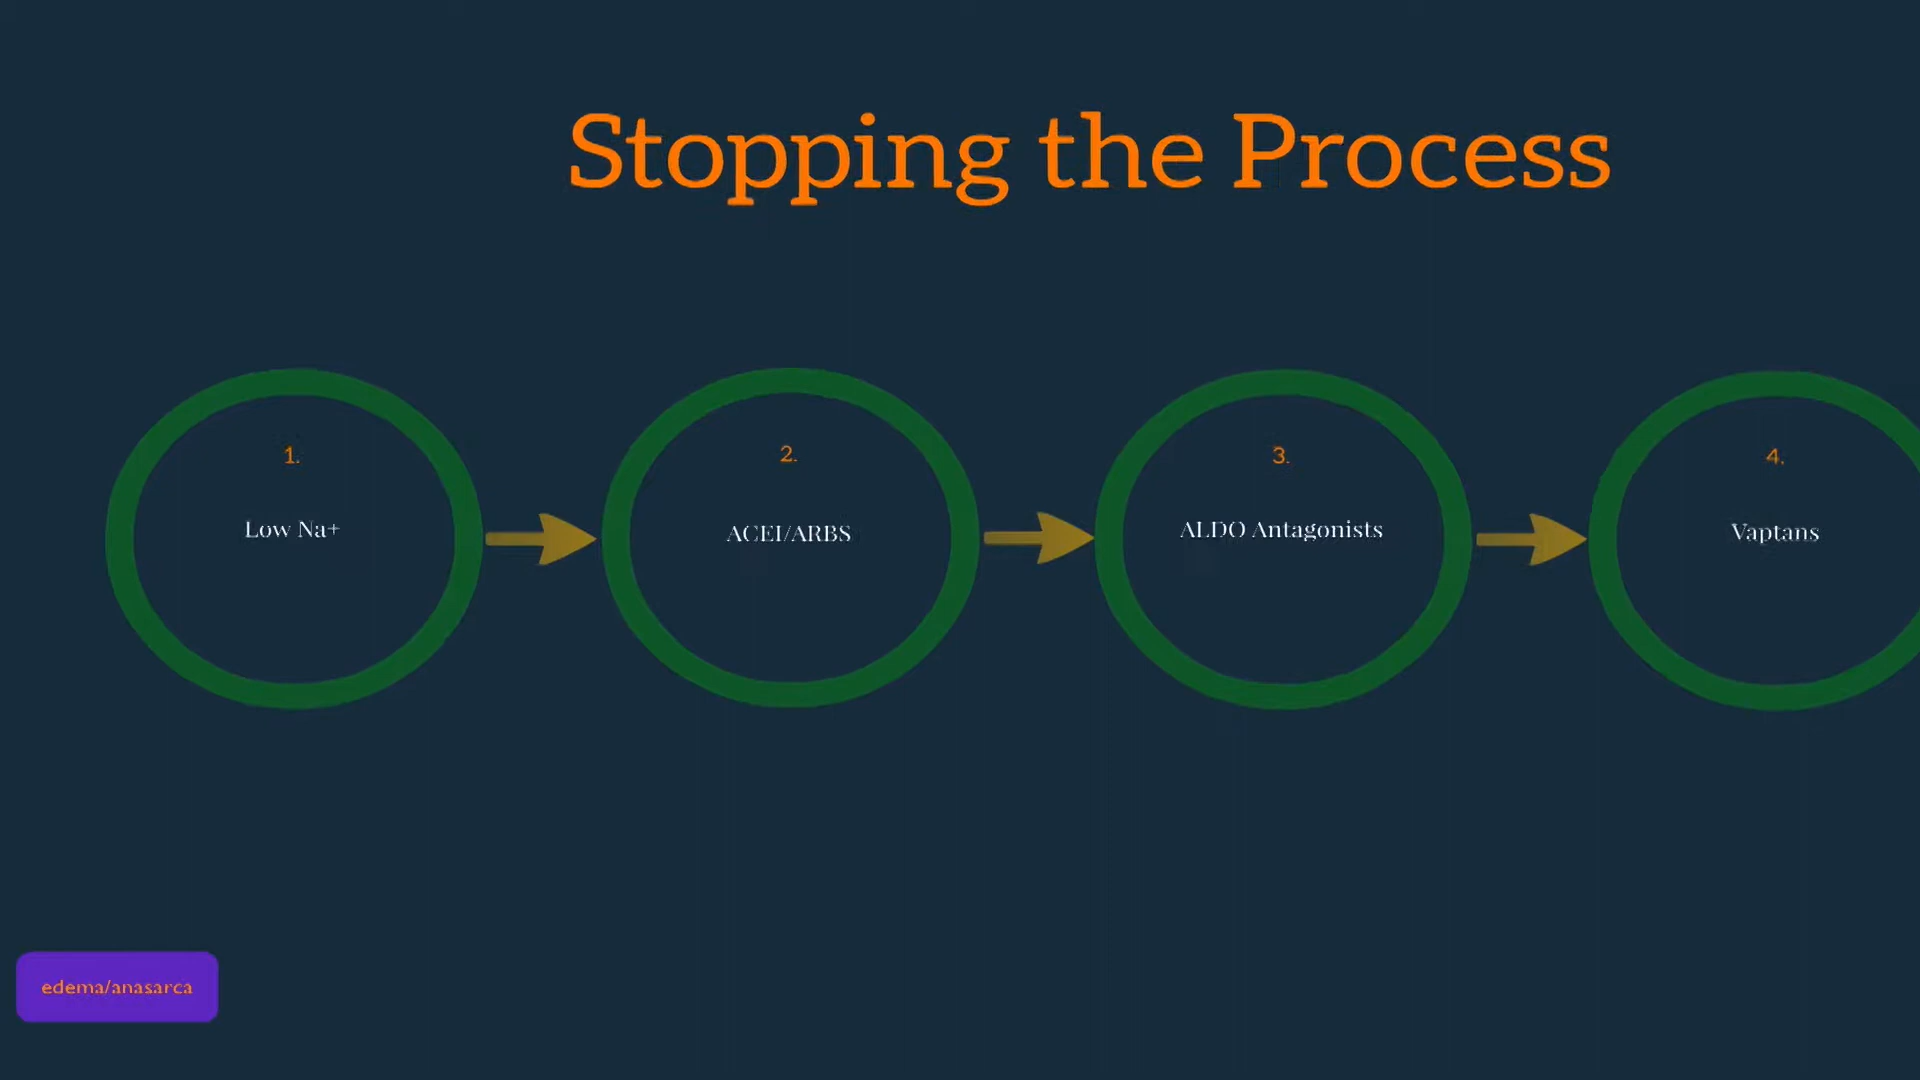 Stopping the Process
1.
Low Na+
2.
ACEI/ARBS
3.
ALDO Antagonists
4.
Vaptans
edema/anasarca